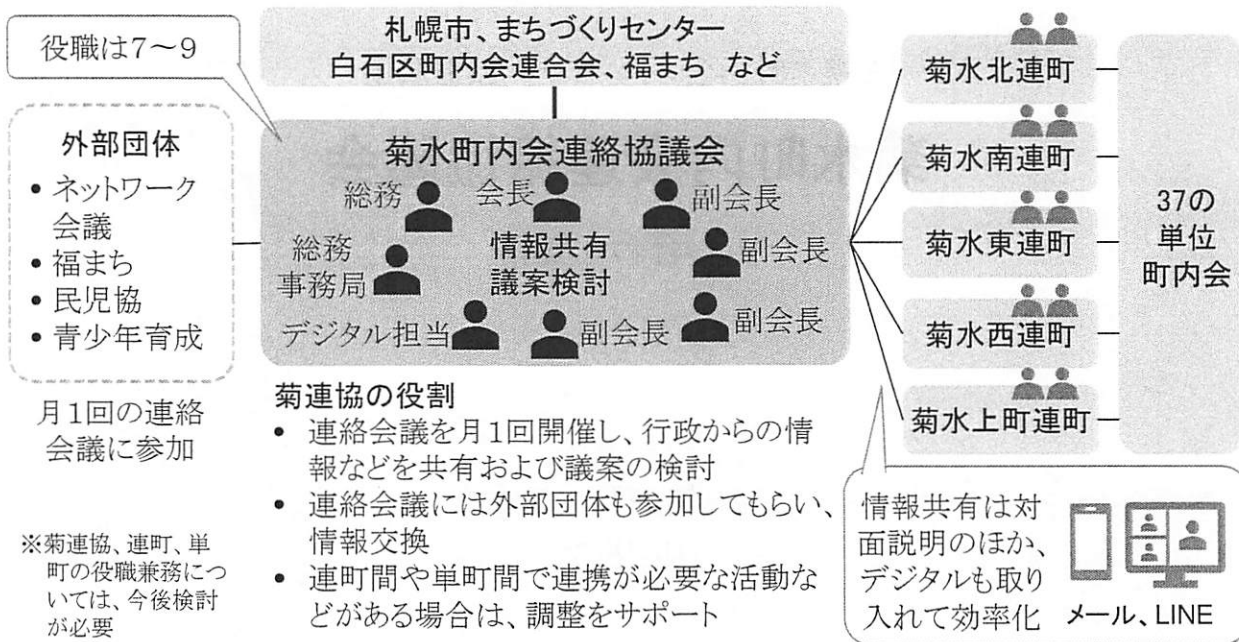 役職は7～9
札幌市、まちづくりセンター
白石区町内会連合会、福まち など
外部団体
• ネットワーク
会議
• 福まち
• 民児協
• 青少年育成
月1回の連絡
会議に参加
※菊連協、連町、単
町の役職兼務につ
いては、今後検討
が必要
菊水町内会連絡協議会
総務
会長
副会長
総務
事務局
情報共有
議案検討
副会長
デジタル担当
副会長
副会長
菊連協の役割
• 連絡会議を月1回開催し、行政からの情
報などを共有および議案の検討
• 連絡会議には外部団体も参加してもらい、
情報交換
• 連町間や単町間で連携が必要な活動な
どがある場合は、調整をサポート
菊水北連町
菊水南連町
菊水東連町
菊水西連町
菊水上町連町
37の
単位
町内会
情報共有は対
面説明のほか、
デジタルも取り
入れて効率化
メール、LINE